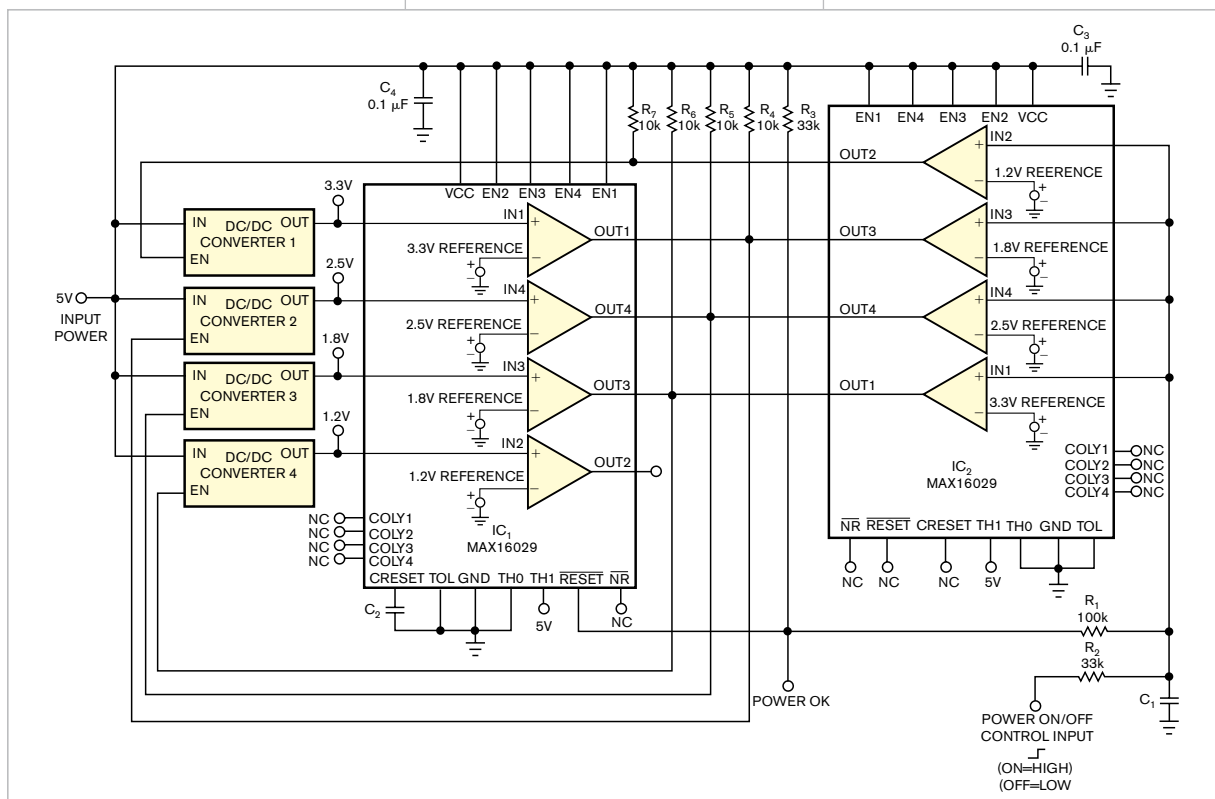 C3
0.1 µF
C4
0.1 µF
R7
10k
R6
10k
R5
10k
R4
10k
R3
33k
EN1 EN4 EN3 EN2 VCC
IN2
OUT2
1.2V REERENCE
+
–
IN3
OUT3
1.8V REFERENCE
+
–
IN4
OUT4
2.5V REFERENCE
+
–
IN1
OUT1
3.3V REFERENCE
+
–
COLY1 NC
COLY2 NC
COLY3 NC
COLY4 NC
IC2
MAX16029
NR RESET CRESET TH1 TH0 GND TOL
NC NC NC 5V
VCC EN2 EN3 EN4 EN1
3.3V
IN DC/DC OUT
CONVERTER 1
EN
IN1
OUT1
3.3V REFERENCE
+
–
2.5V
5V
INPUT
POWER
IN DC/DC OUT
CONVERTER 2
EN
IN4
OUT4
2.5V REFERENCE
+
–
1.8V
IN DC/DC OUT
CONVERTER 3
EN
IN3
OUT3
1.8V REFERENCE
+
–
1.2V
IN DC/DC OUT
CONVERTER 4
EN
IN2
OUT2
1.2V REFERENCE
+
–
NC COLY1
NC COLY2
NC COLY3
NC COLY4
IC1
MAX16029
CRESET TOL GND TH0 TH1 RESET NR
C2
5V
NC
R1
100k
R2
33k
POWER OK
C1
POWER ON/OFF
CONTROL INPUT
(ON=HIGH)
(OFF=LOW